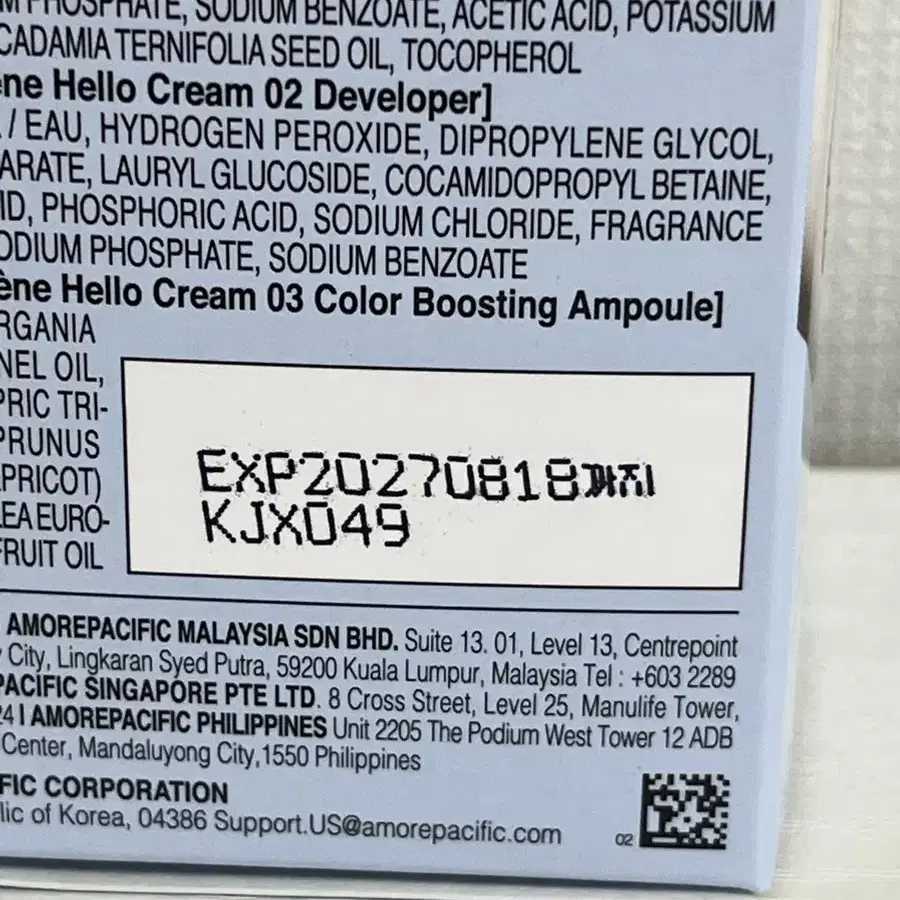 PHOSPHATE, SODIUM BENZOATE, ACETIC ACID, POTASSIUM
CADAMIA TERNIFOLIA SEED OIL, TOCOPHEROL
ène Hello Cream 02 Developer]
/ EAU, HYDROGEN PEROXIDE, DIPROPYLENE GLYCOL,
ARATE, LAURYL GLUCOSIDE, COCAMIDOPROPYL BETAINE,
ID, PHOSPHORIC ACID, SODIUM CHLORIDE, FRAGRANCE
ODIUM PHOSPHATE, SODIUM BENZOATE
ène Hello Cream 03 Color Boosting Ampoule]
RGANIA
NEL OIL,
PRIC TRI-
PRUNUS
PRICOT)
EA EURO-
FRUIT OIL
EXP20270818까지
KJX049
AMOREPACIFIC MALAYSIA SDN BHD. Suite 13. 01, Level 13, Centrepoint
City, Lingkaran Syed Putra, 59200 Kuala Lumpur, Malaysia Tel : +603 2289
PACIFIC SINGAPORE PTE LTD. 8 Cross Street, Level 25, Manulife Tower,
24 I AMOREPACIFIC PHILIPPINES Unit 2205 The Podium West Tower 12 ADB
Center, Mandaluyong City,1550 Philippines
FIC CORPORATION
lic of Korea, 04386 Support.US@amorepacific.com
02